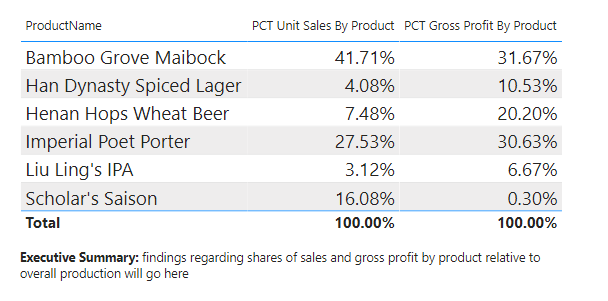 ProductName PCT Unit Sales By Product PCT Gross Profit By Product
Bamboo Grove Maibock 41.71% 31.67%
Han Dynasty Spiced Lager 4.08% 10.53%
Henan Hops Wheat Beer 7.48% 20.20%
Imperial Poet Porter 27.53% 30.63%
Liu Ling's IPA 3.12% 6.67%
Scholar's Saison 16.08% 0.30%
Total 100.00% 100.00%
Executive Summary: findings regarding shares of sales and gross profit by product relative to
overall production will go here